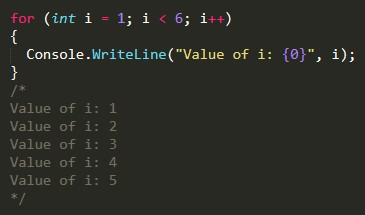 for (int i = 1; i < 6; i++)
{
  Console.WriteLine("Value of i: {0}", i);
}
/*
Value of i: 1
Value of i: 2
Value of i: 3
Value of i: 4
Value of i: 5
*/